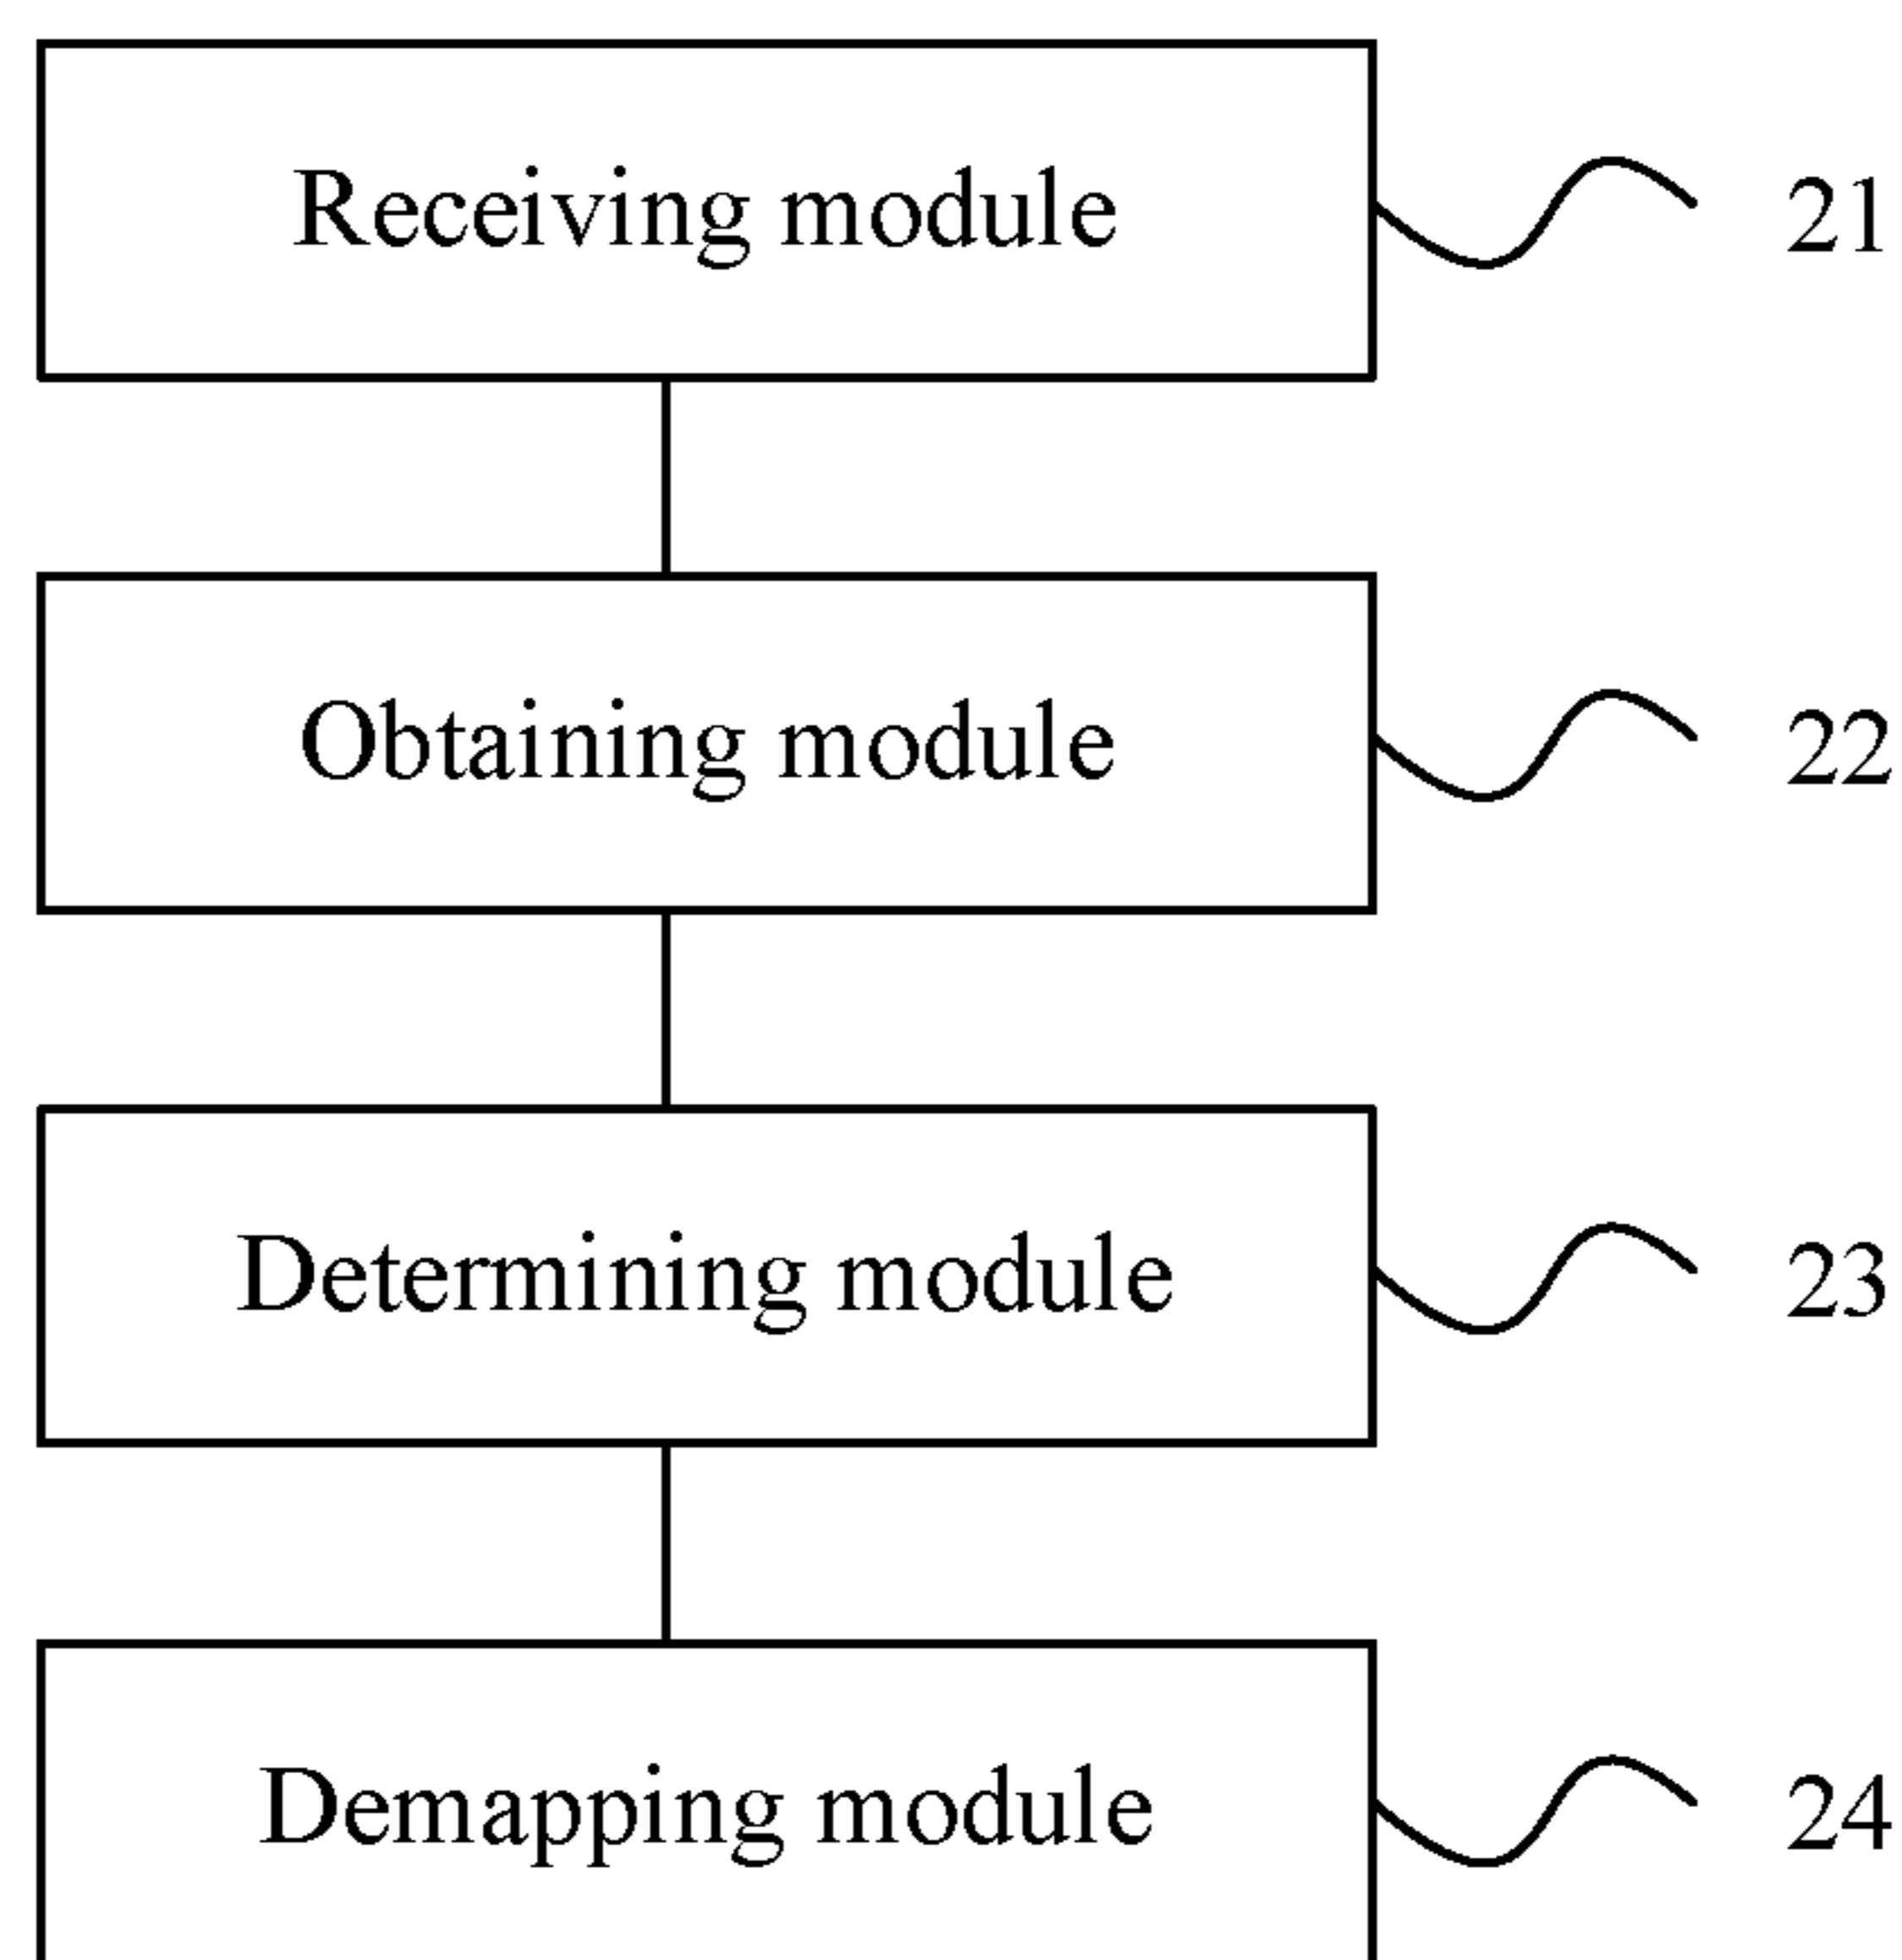 Receiving module 21
Obtaining module 22
Determining module 23
Demapping module 24